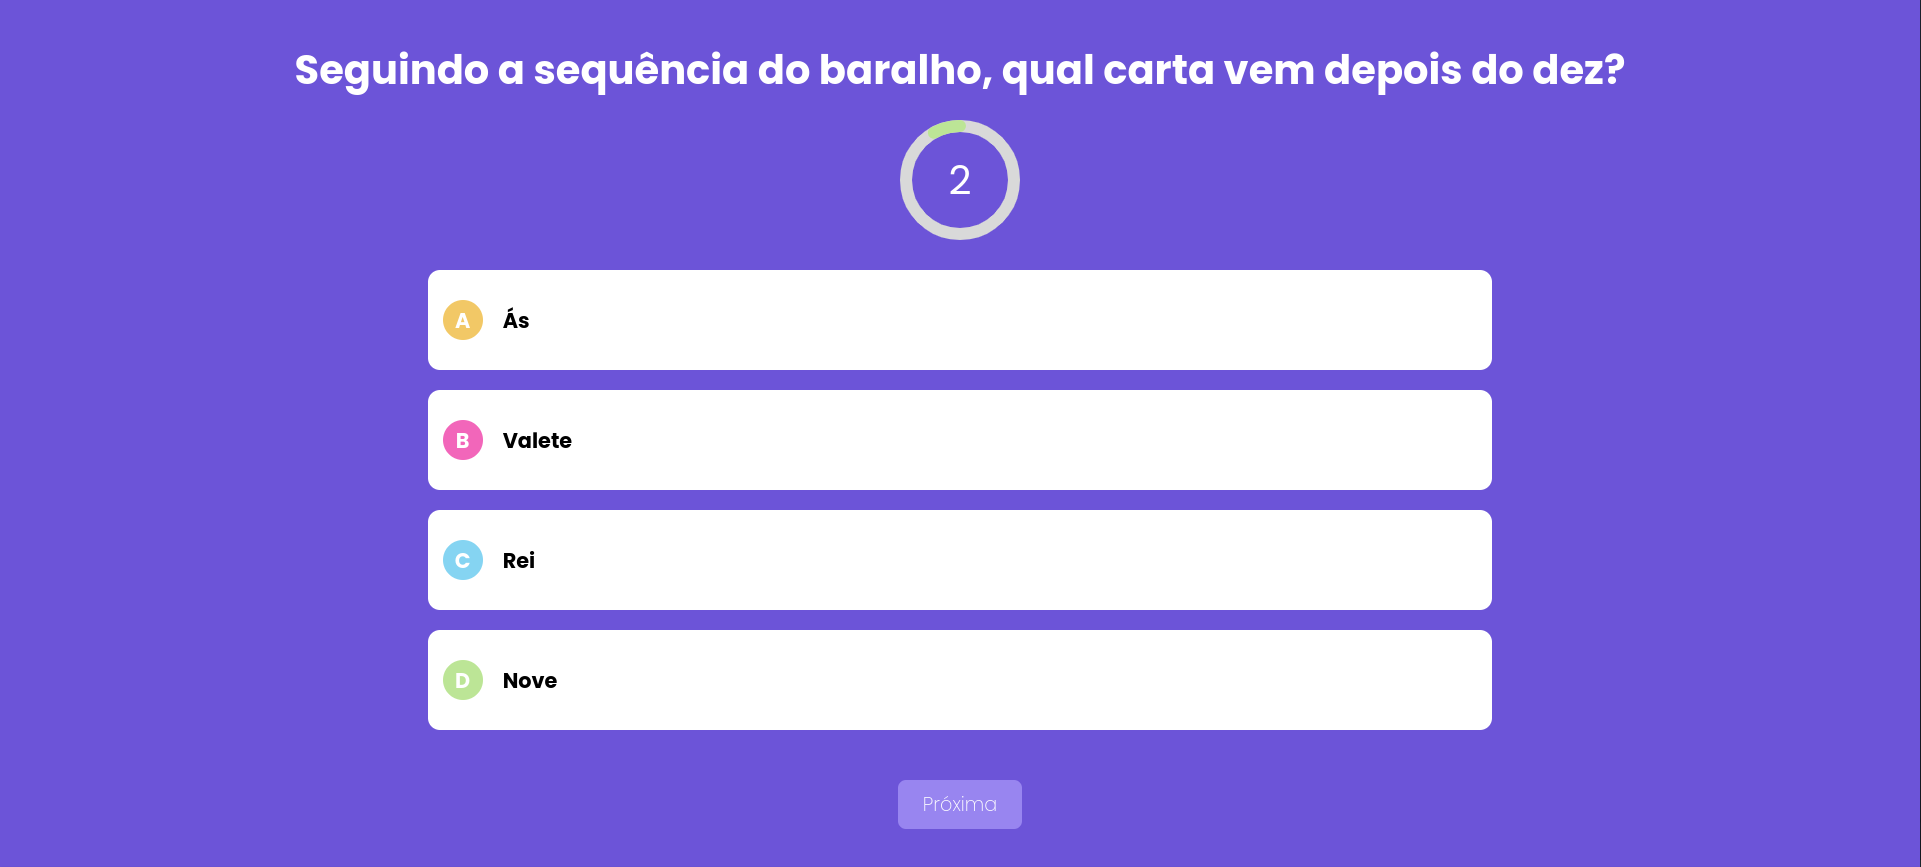 Seguindo a sequência do baralho, qual carta vem depois do dez?
2
A Ás
B Valete
C Rei
D Nove
Próxima